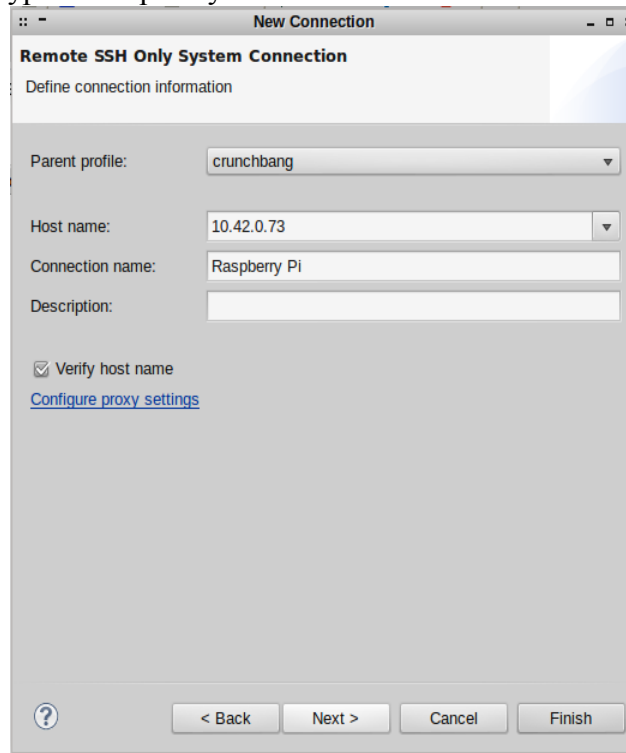 New Connection
Remote SSH Only System Connection
Define connection information
Parent profile: crunchbang
Host name: 10.42.0.73
Connection name: Raspberry Pi
Description:
Verify host name
Configure proxy settings
? < Back Next > Cancel Finish